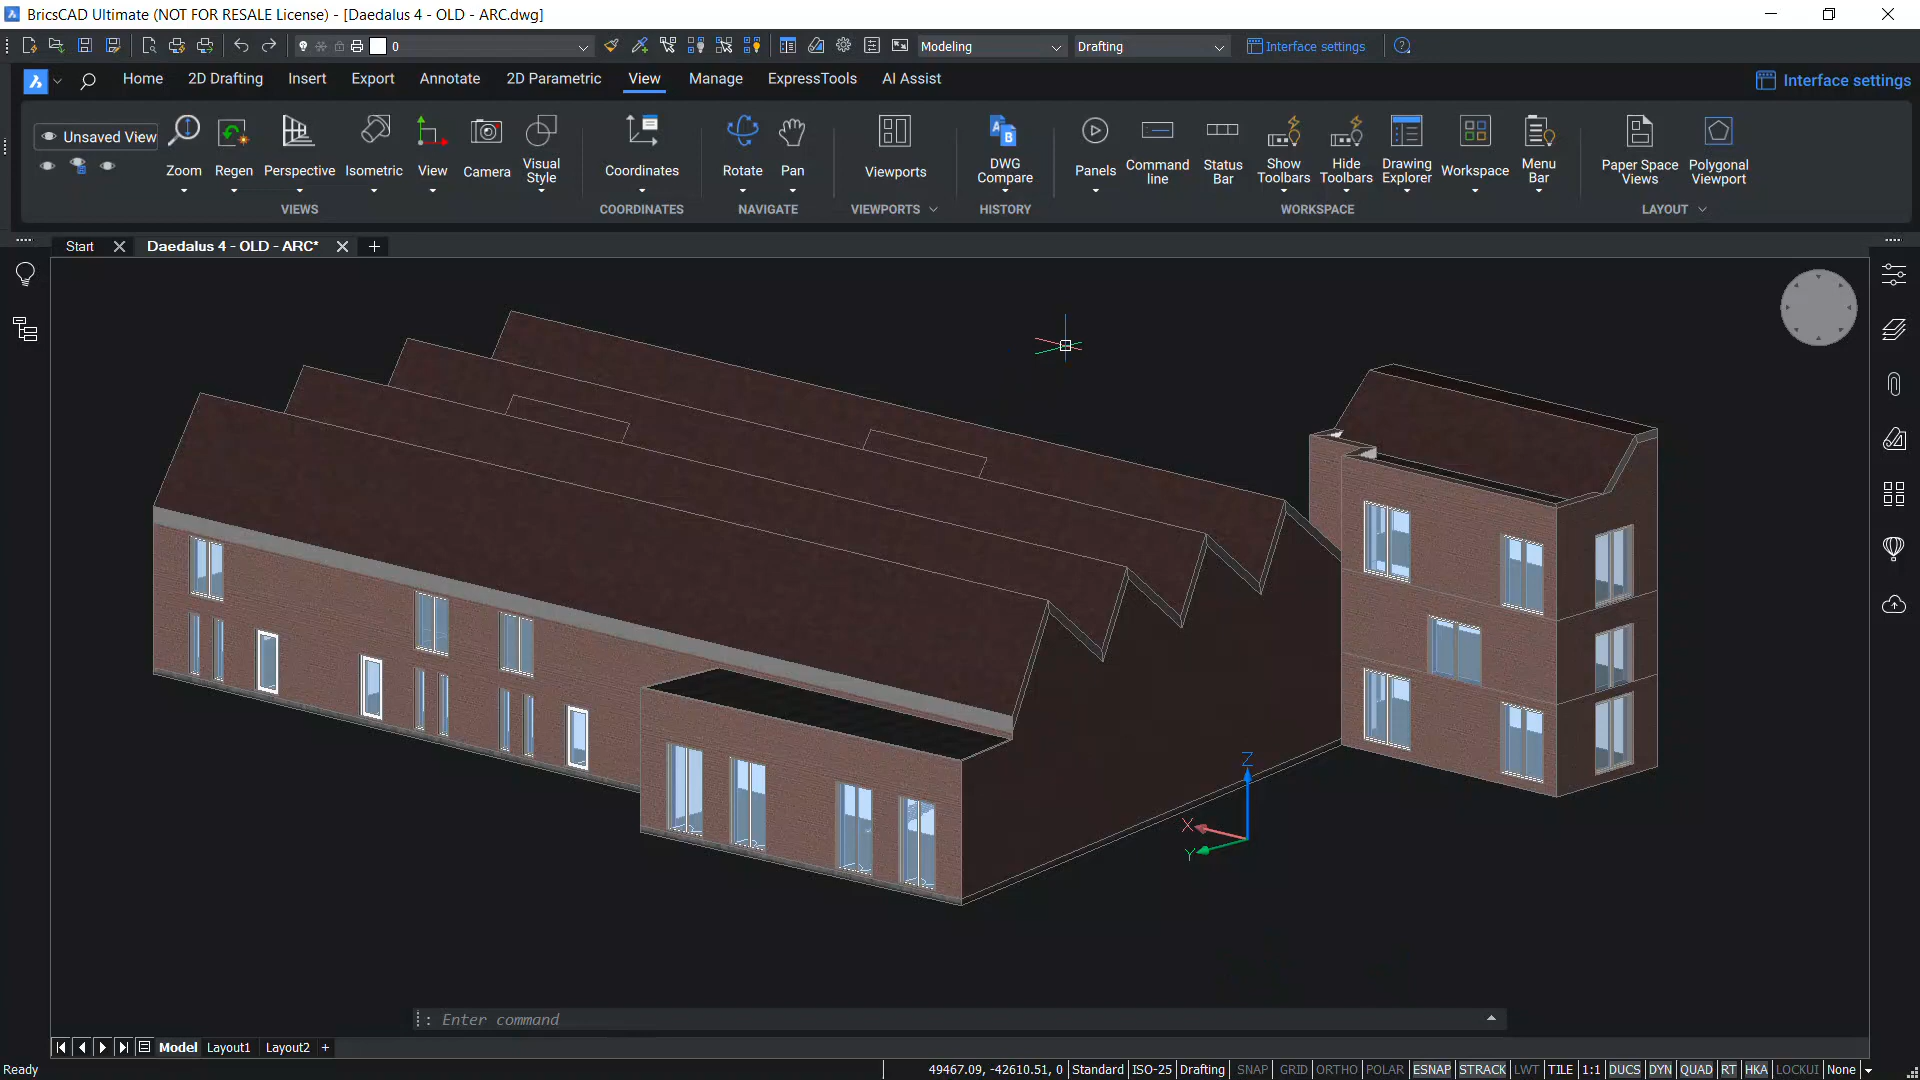 BricsCAD Ultimate (NOT FOR RESALE License) - [Daedalus 4 - OLD - ARC.dwg]
0 Modeling Drafting Interface settings
Home 2D Drafting Insert Export Annotate 2D Parametric View Manage ExpressTools AI Assist Interface settings
Unsaved View
Zoom Regen Perspective Isometric View Camera Visual Style Coordinates Rotate Pan Viewports DWG Compare Panels Command line Status Bar Show Toolbars Hide Toolbars Drawing Explorer Workspace Menu Bar Paper Space Views Polygonal Viewport
VIEWS COORDINATES NAVIGATE VIEWPORTS HISTORY WORKSPACE LAYOUT
Start Daedalus 4 - OLD - ARC*
Z
X
Y
: Enter command
Model Layout1 Layout2 +
Ready 49467.09, -42610.51, 0 Standard ISO-25 Drafting SNAP GRID ORTHO POLAR ESNAP STRACK LWT TILE 1:1 DUCS DYN QUAD RT HKA LOCKUI None